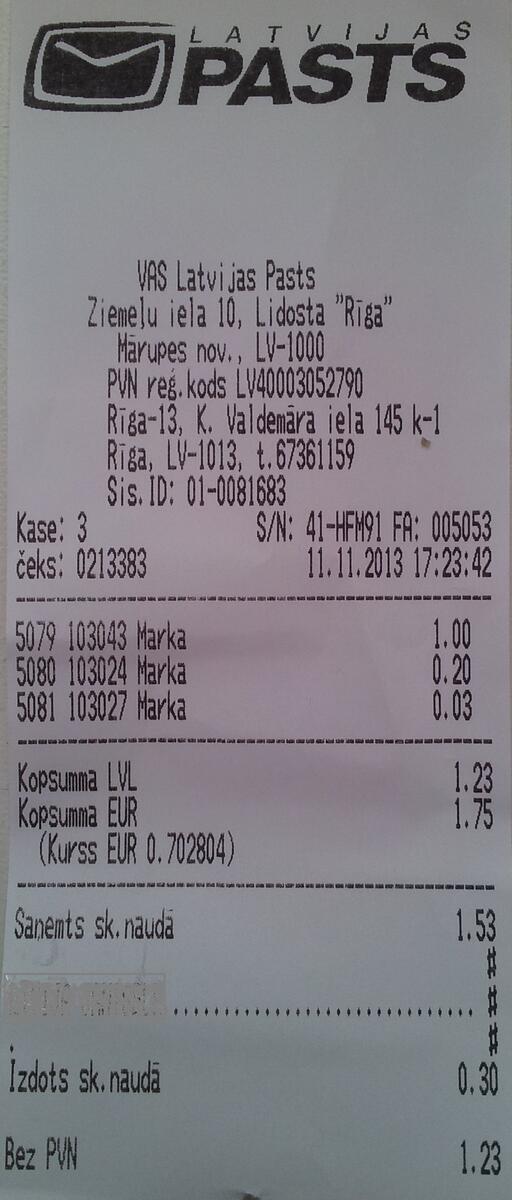 LATVIJAS
PASTS
VAS Latvijas Pasts
Ziemeļu iela 10, Lidosta "Rīga"
Mārupes nov., LV-1000
PVN reģ.kods LV40003052790
Rīga-13, K. Valdemāra iela 145 k-1
Rīga, LV-1013, t.67361159
Sis.ID: 01-0081683
Kase: 3 S/N: 41-HFM91 FA: 005053
čeks: 0213383 11.11.2013 17:23:42
5079 103043 Marka 1.00
5080 103024 Marka 0.20
5081 103027 Marka 0.03
Kopsumma LVL 1.23
Kopsumma EUR 1.75
(Kurss EUR 0.702804)
Saņemts sk.naudā 1.53
#
........................... #
#
Izdots sk.naudā 0.30
Bez PVN 1.23